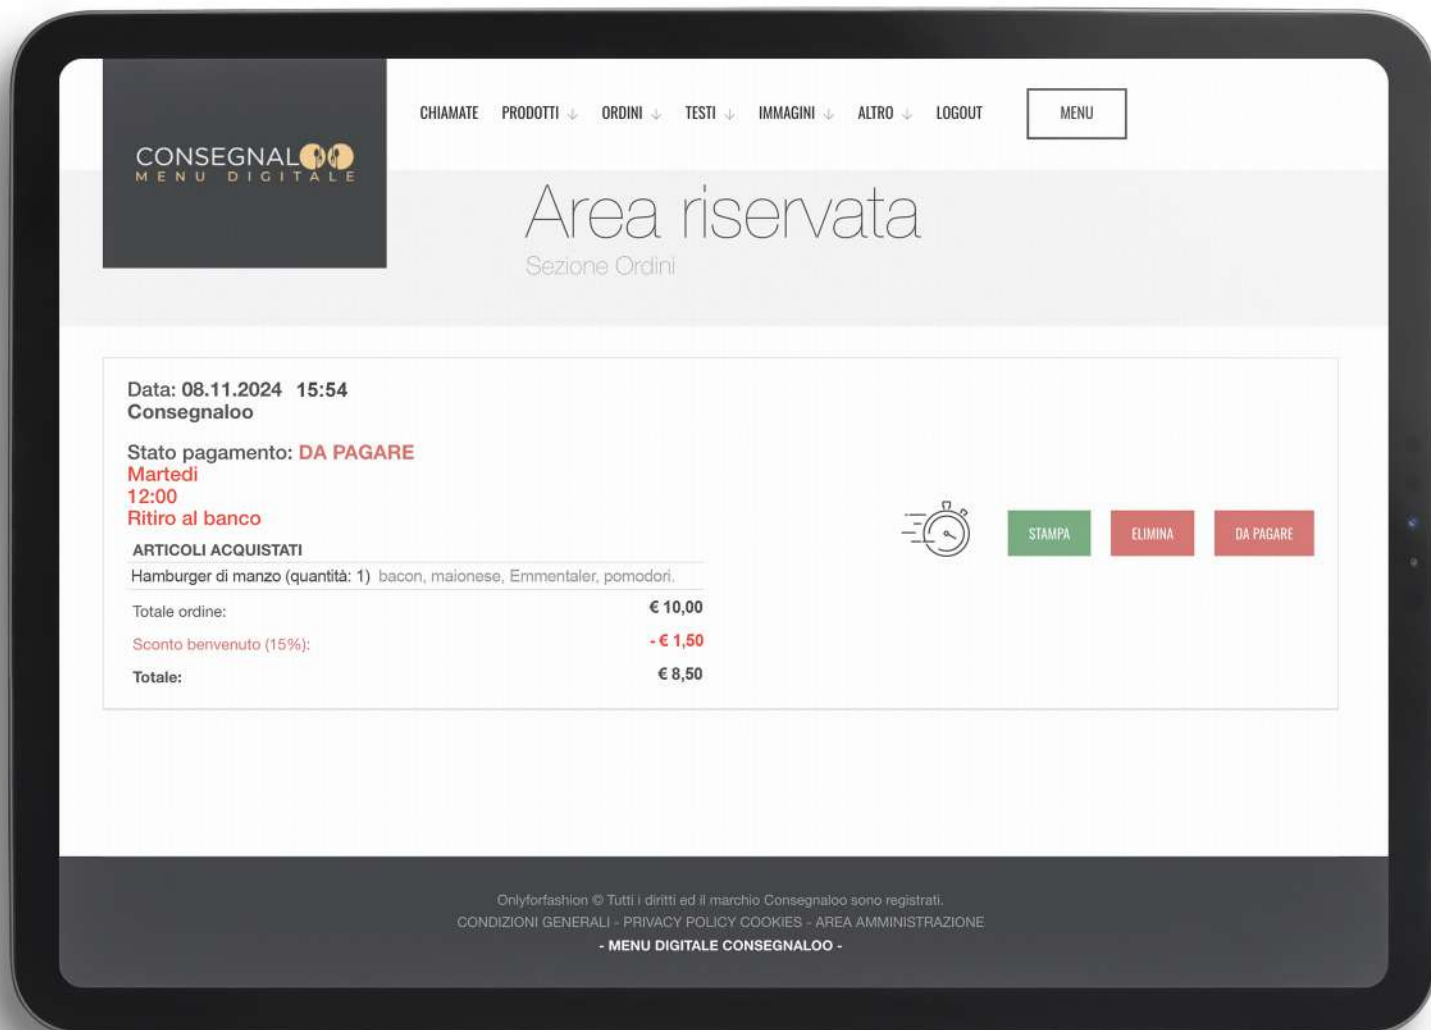 CONSEGNALOO
MENU DIGITALE
CHIAMATE PRODOTTI ORDINI TESTI IMMAGINI ALTRO LOGOUT MENU
Area riservata
Sezione Ordini
Data: 08.11.2024 15:54
Consegnaloo
Stato pagamento: DA PAGARE
Martedi
12:00
Ritiro al banco
ARTICOLI ACQUISTATI
Hamburger di manzo (quantità: 1) bacon, maionese, Emmentaler, pomodori.
Totale ordine: € 10,00
Sconto benvenuto (15%): - € 1,50
Totale: € 8,50
STAMPA ELIMINA DA PAGARE
Onlyforfashion © Tutti i diritti ed il marchio Consegnaloo sono registrati.
CONDIZIONI GENERALI - PRIVACY POLICY COOKIES - AREA AMMINISTRAZIONE
- MENU DIGITALE CONSEGNALOO -